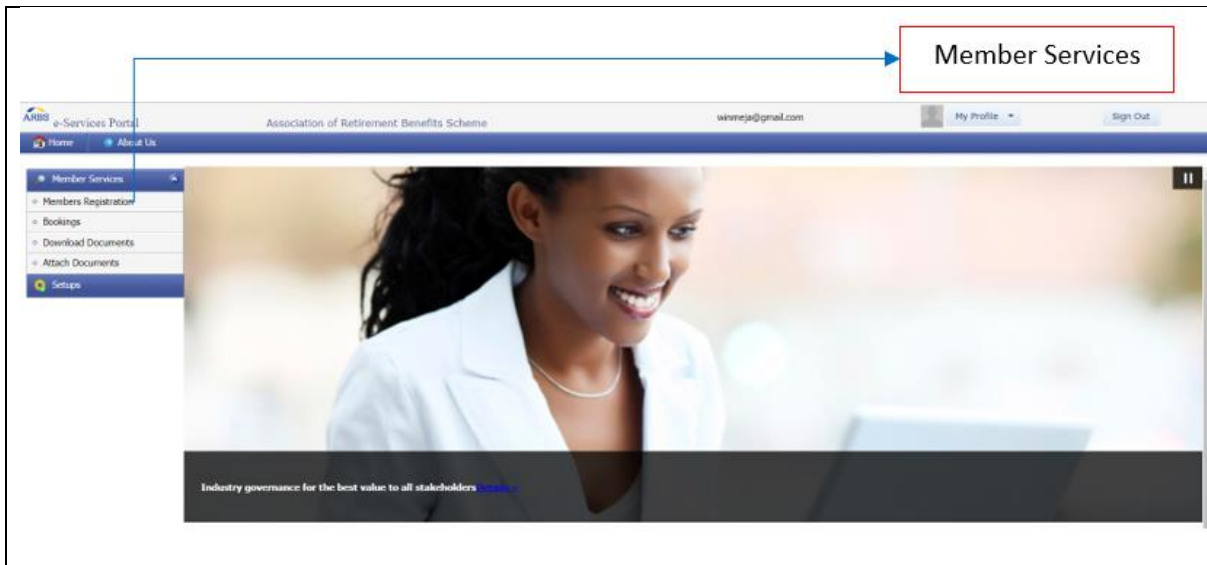 Member Services
ARBS e-Services Portal
Association of Retirement Benefits Scheme
winmeja@gmail.com
My Profile
Sign Out
Home
About Us
Member Services
Members Registration
Bookings
Download Documents
Attach Documents
Setups
Industry governance for the best value to all stakeholders